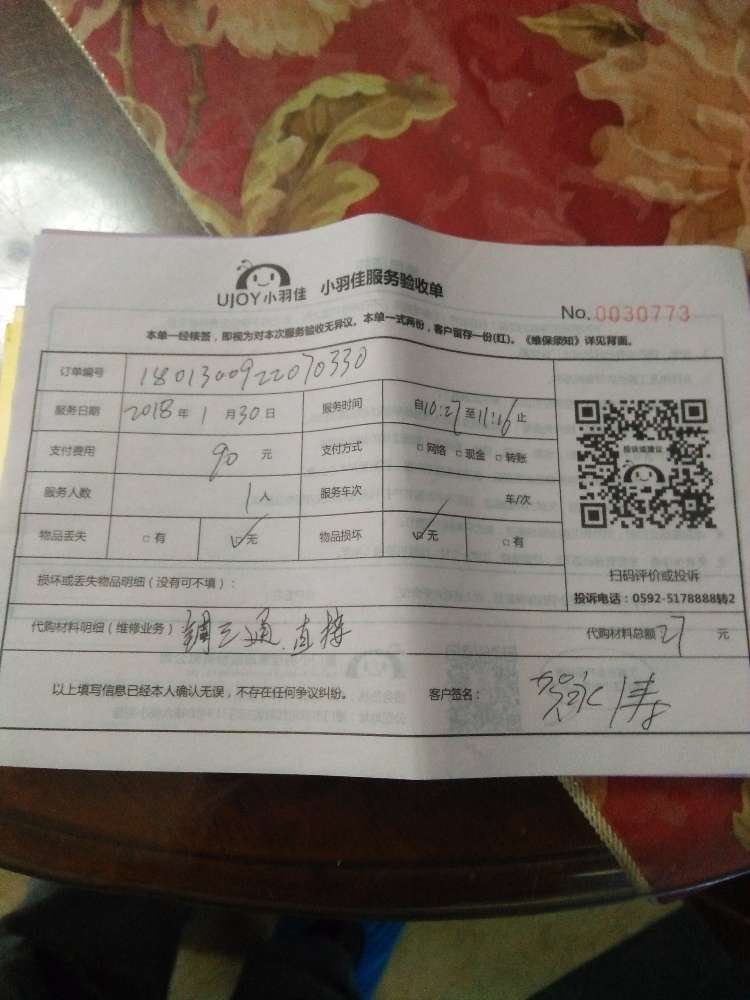 UJOY小羽佳 小羽佳服务验收单
No. 0030773
本单一经续签，即视为对本次服务验收无异议。本单一式两份，客户留存一份(红)。《维保须知》详见背面。
订单编号 1801300922070330
服务日期 2018 年 1 月 30 日 服务时间 自10:27至11:16止
支付费用 90 元 支付方式 □ 网络 □ 现金 □ 转账
投诉或建议
服务人数 1 人 服务车次 车/次
物品丢失 □ 有 ☑ 无 物品损坏 ☑ 无 □ 有
扫码评价或投诉
投诉电话：0592-5178888转2
损坏或丢失物品明细（没有可不填）：
代购材料明细（维修业务） 三通.直接 代购材料总额 27 元
以上填写信息已经本人确认无误，不存在任何争议纠纷。 客户签名：